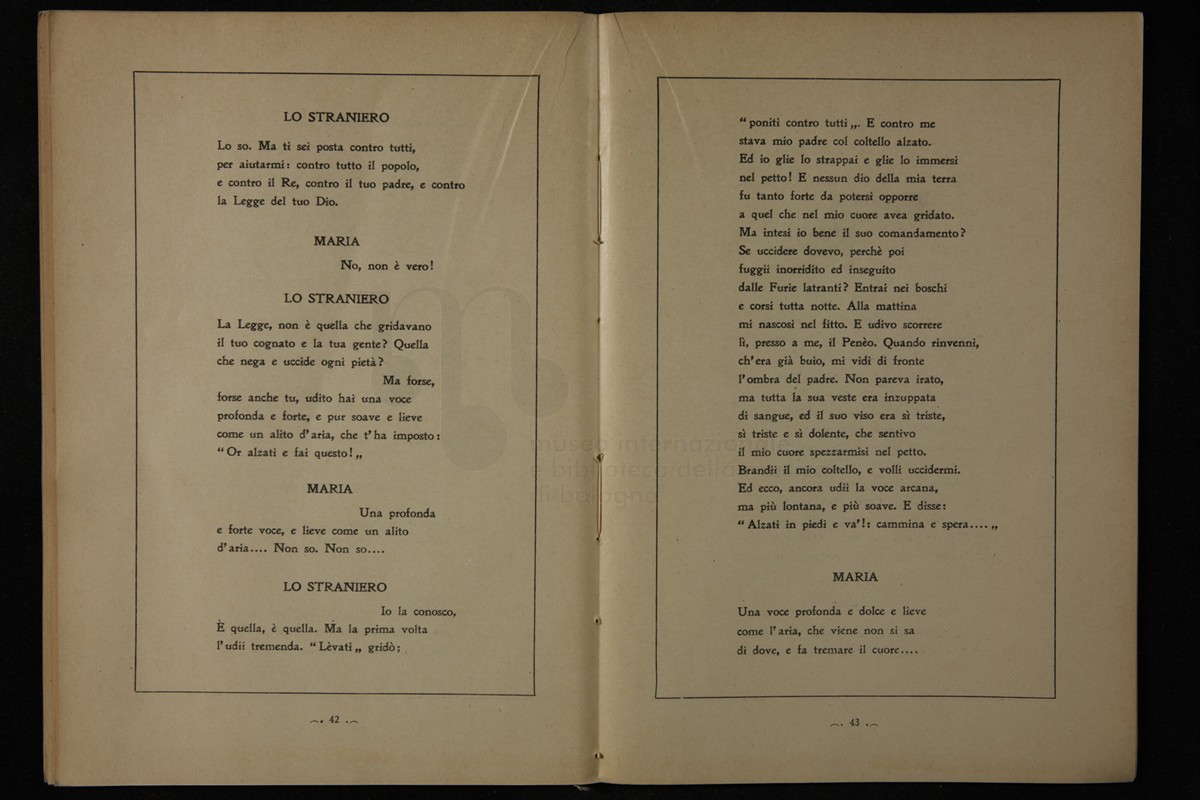 LO STRANIERO
Lo so. Ma ti sei posta contro tutti,
per aiutarmi: contro tutto il popolo,
e contro il Re, contro il tuo padre, e contro
la Legge del tuo Dio.
MARIA
No, non è vero!
LO STRANIERO
La Legge, non è quella che gridavano
il tuo cognato e la tua gente? Quella
che nega e uccide ogni pietà?
Ma forse,
forse anche tu, udito hai una voce
profonda e forte, e pur soave e lieve
come un alito d'aria, che t'ha imposto:
"Or alzati e fai questo!„
MARIA
Una profonda
e forte voce, e lieve come un alito
d'aria.... Non so. Non so....
LO STRANIERO
Io la conosco.
È quella, è quella. Ma la prima volta
l'udii tremenda. "Lèvati„ gridò;
42
"poniti contro tutti„. E contro me
stava mio padre col coltello alzato.
Ed io glie lo strappai e glie lo immersi
nel petto! E nessun dio della mia terra
fu tanto forte da potersi opporre
a quel che nel mio cuore avea gridato.
Ma intesi io bene il suo comandamento?
Se uccidere dovevo, perchè poi
fuggii inorridito ed inseguito
dalle Furie latranti? Entrai nei boschi
e corsi tutta notte. Alla mattina
mi nascosi nel fitto. E udivo scorrere
lì, presso a me, il Penèo. Quando rinvenni,
ch'era già buio, mi vidi di fronte
l'ombra del padre. Non pareva irato,
ma tutta la sua veste era inzuppata
di sangue, ed il suo viso era sì triste,
sì triste e sì dolente, che sentivo
il mio cuore spezzarmisi nel petto.
Brandii il mio coltello, e volli uccidermi.
Ed ecco, ancora udii la voce arcana,
ma più lontana, e più soave. E disse:
"Alzati in piedi e va'!: cammina e spera....„
MARIA
Una voce profonda e dolce e lieve
come l'aria, che viene non si sa
di dove, e fa tremare il cuore....
43
museo internazionale
e biblioteca della
di bologna